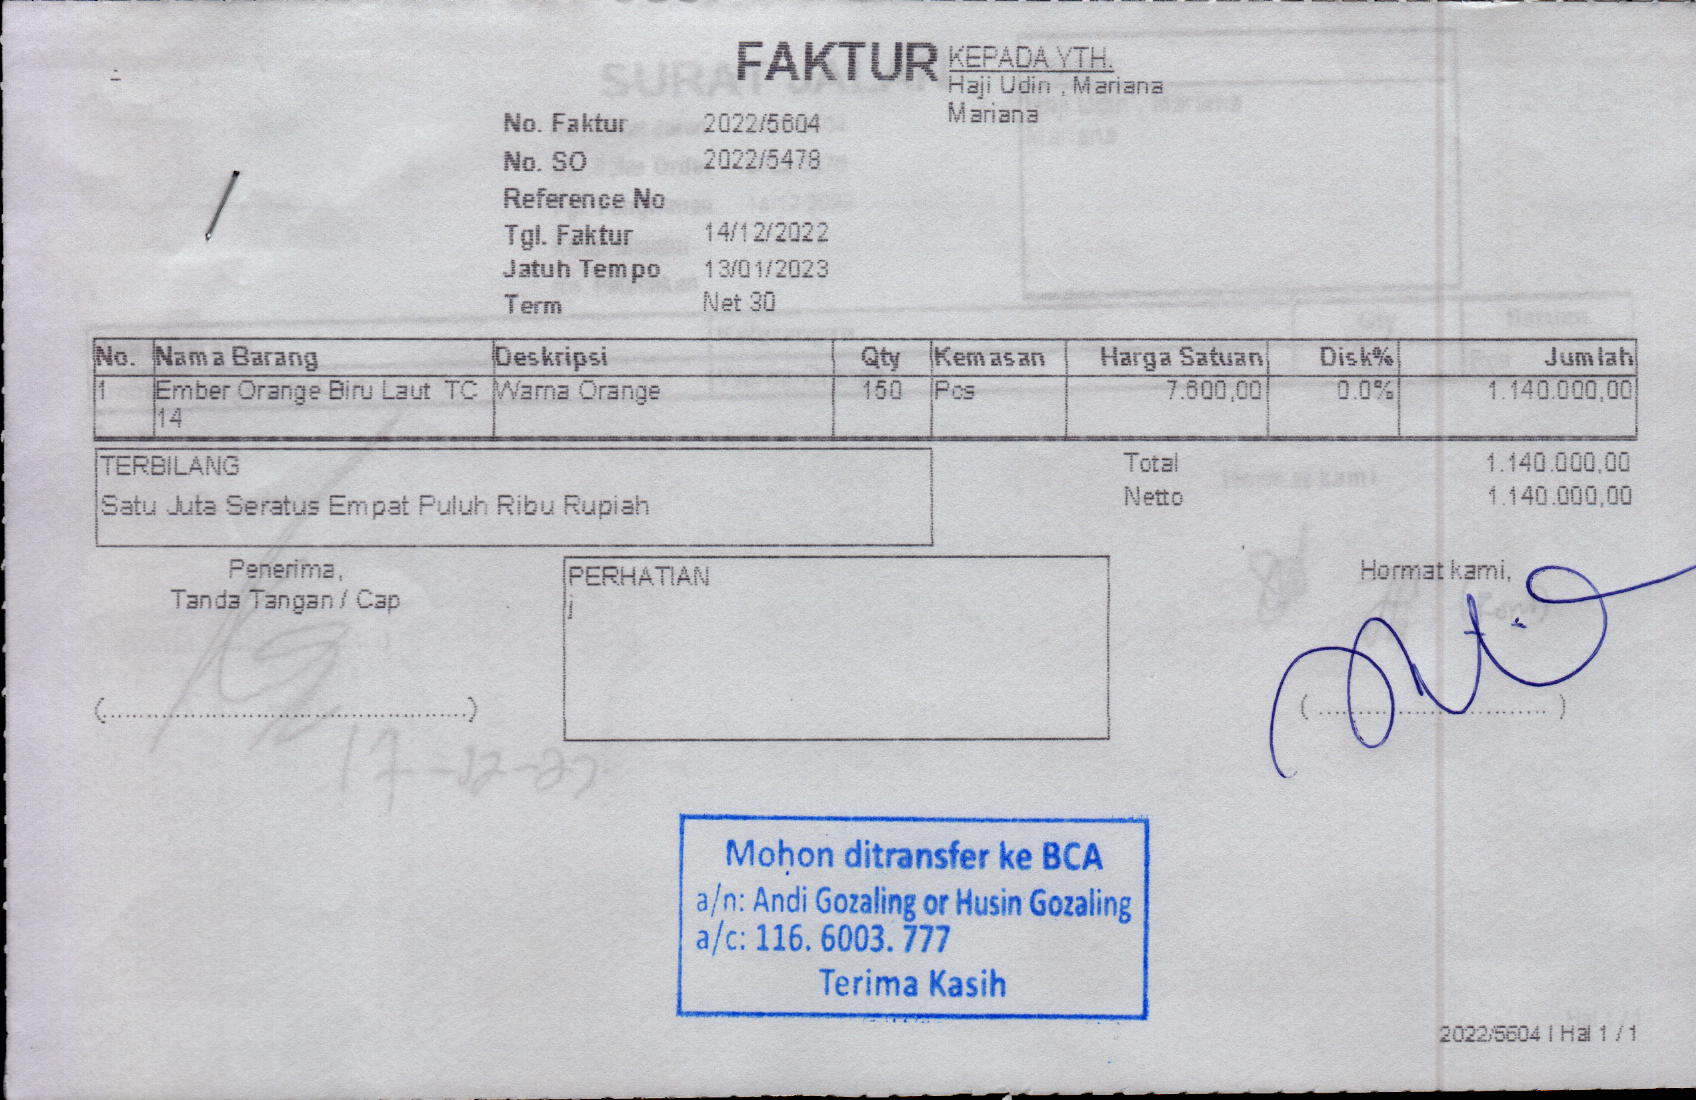 FAKTUR
KEPADA YTH.
Haji Udin , Mariana
Mariana
No. Faktur 2022/5604
No. SO 2022/5478
Reference No
Tgl. Faktur 14/12/2022
Jatuh Tempo 13/01/2023
Term Net 30
No. Nama Barang Deskripsi Qty Kemasan Harga Satuan Disk% Jumlah
1 Ember Orange Biru Laut TC Warna Orange 150 Pcs 7.600,00 0.0% 1.140.000,00
14
TERBILANG
Satu Juta Seratus Empat Puluh Ribu Rupiah
Total 1.140.000,00
Netto 1.140.000,00
Penerima,
Tanda Tangan / Cap
(................................................)
PERHATIAN
j
Hormat kami,
( ............................... )
Mohon ditransfer ke BCA
a/n: Andi Gozaling or Husin Gozaling
a/c: 116. 6003. 777
Terima Kasih
2022/5604 | Hal 1 / 1